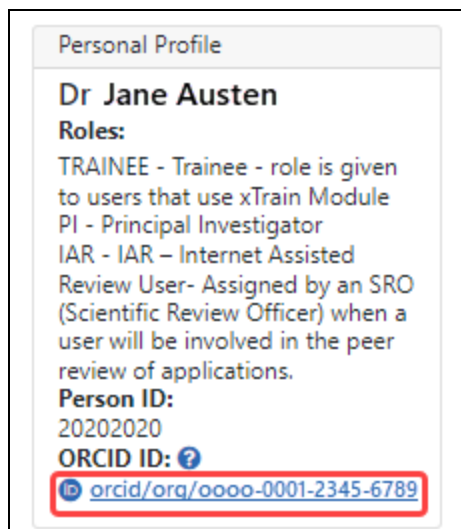 Personal Profile
Dr Jane Austen
Roles:
TRAINEE - Trainee - role is given
to users that use xTrain Module
PI - Principal Investigator
IAR - IAR – Internet Assisted
Review User- Assigned by an SRO
(Scientific Review Officer) when a
user will be involved in the peer
review of applications.
Person ID:
20202020
ORCID ID: ?
iD orcid/org/oooo-0001-2345-6789